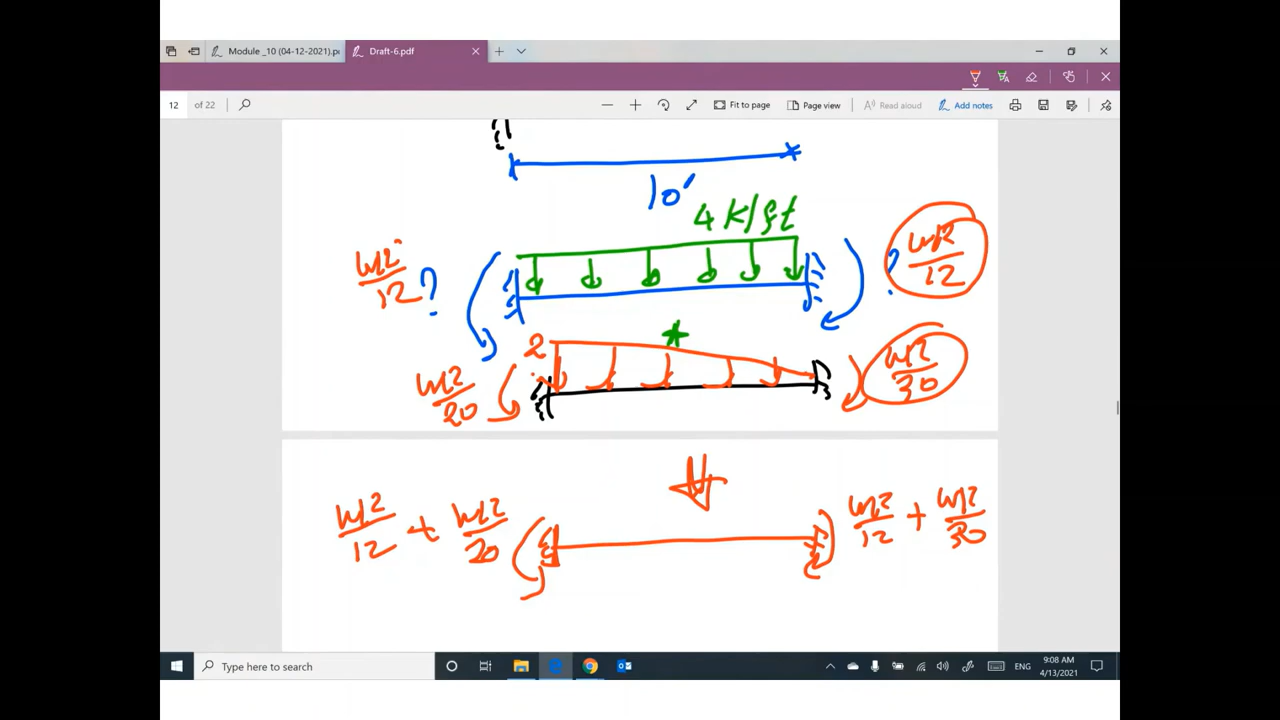 Module _10 (04-12-2021).p
Draft-6.pdf
12 of 22
Fit to page
Page view
Read aloud
Add notes
10'
4 K/ft
wl²/12 ?
wl²/12 ?
2
wl²/20
wl²/30
wl²/12 + wl²/20
wl²/12 + wl²/30
Type here to search
ENG
9:08 AM
4/13/2021